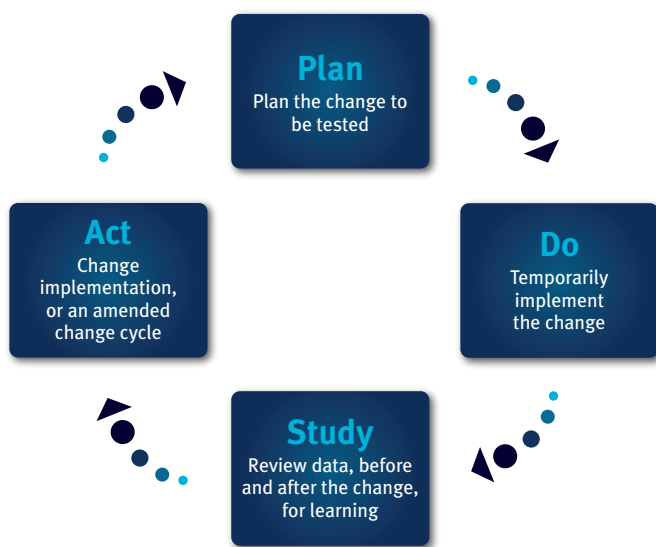 Plan
Plan the change to
be tested
Do
Temporarily
implement
the change
Study
Review data, before
and after the change,
for learning
Act
Change
implementation,
or an amended
change cycle